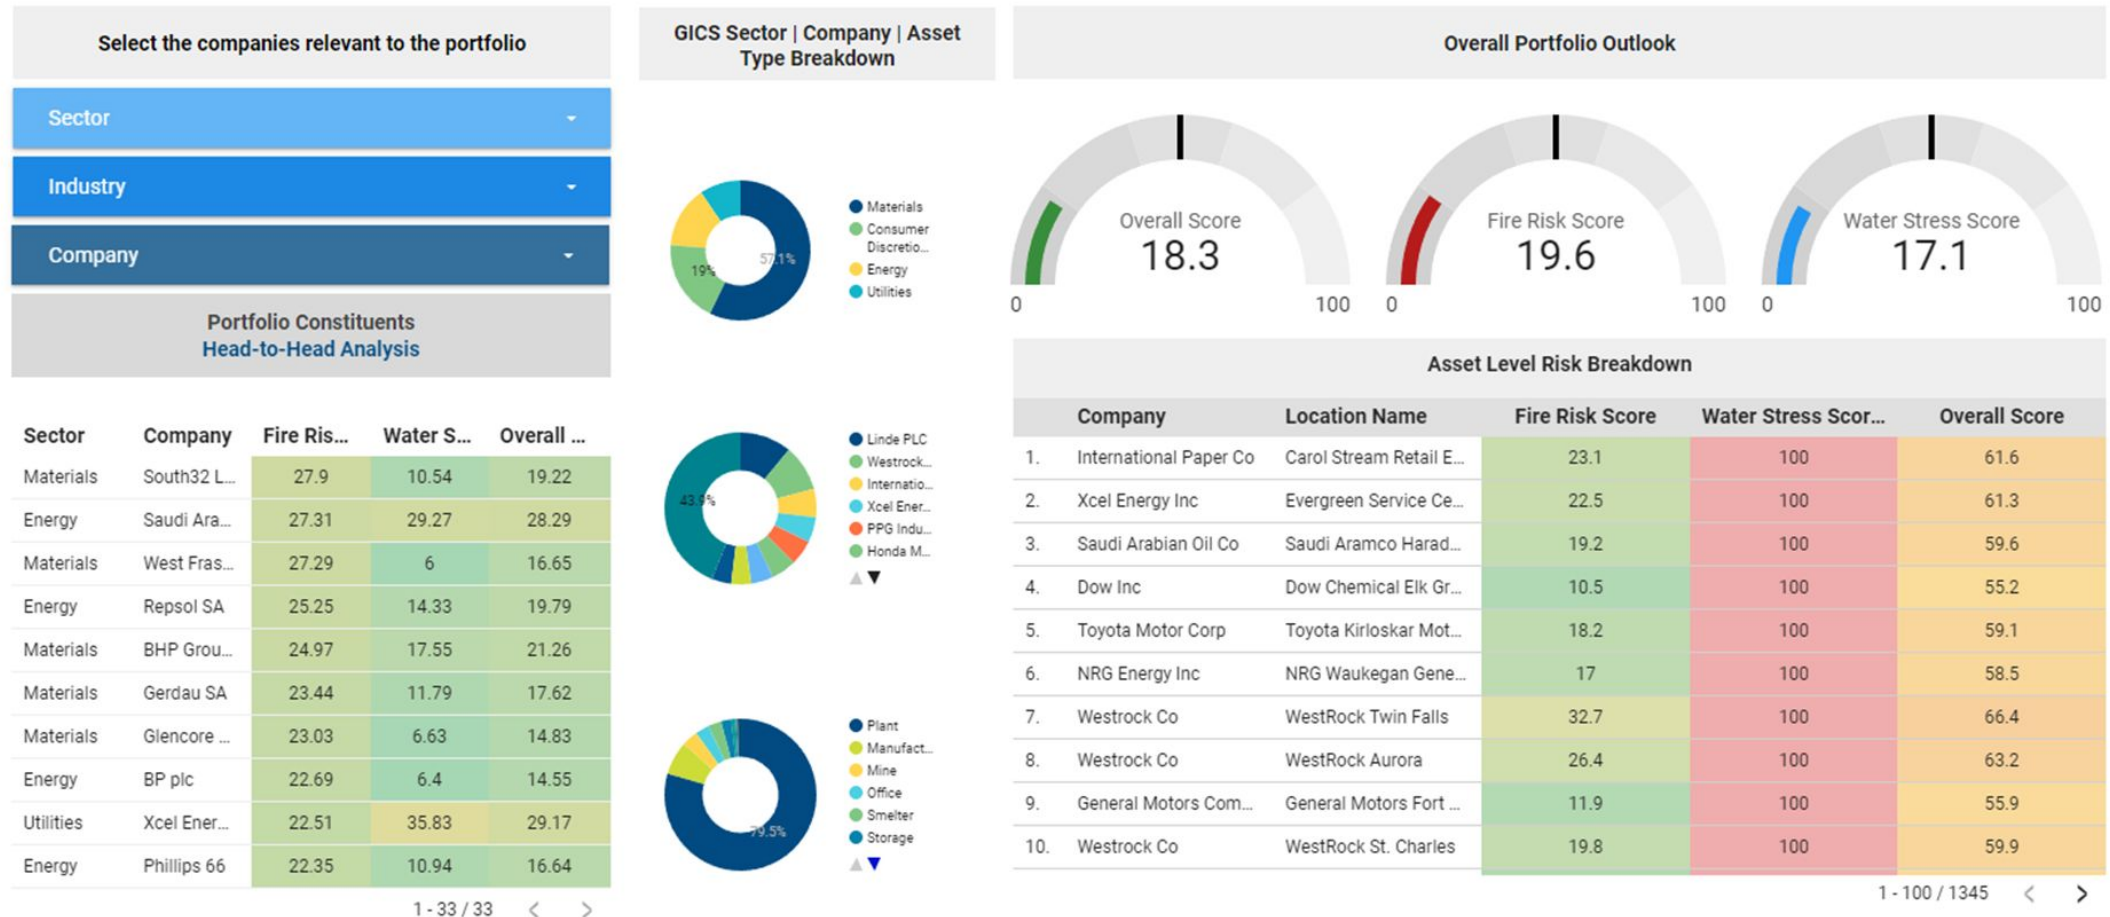 Select the companies relevant to the portfolio
Sector
Industry
Company
Portfolio Constituents
Head-to-Head Analysis
Sector Company Fire Ris... Water S... Overall ...
Materials South32 L... 27.9 10.54 19.22
Energy Saudi Ara... 27.31 29.27 28.29
Materials West Fras... 27.29 6 16.65
Energy Repsol SA 25.25 14.33 19.79
Materials BHP Grou... 24.97 17.55 21.26
Materials Gerdau SA 23.44 11.79 17.62
Materials Glencore ... 23.03 6.63 14.83
Energy BP plc 22.69 6.4 14.55
Utilities Xcel Ener... 22.51 35.83 29.17
Energy Phillips 66 22.35 10.94 16.64
1 - 33 / 33
GICS Sector | Company | Asset
Type Breakdown
57.1%
19%
Materials
Consumer
Discretio...
Energy
Utilities
43.9%
Linde PLC
Westrock...
Internatio...
Xcel Ener...
PPG Indu...
Honda M...
79.5%
Plant
Manufact...
Mine
Office
Smelter
Storage
Overall Portfolio Outlook
Overall Score
18.3
0 100
Fire Risk Score
19.6
0 100
Water Stress Score
17.1
0 100
Asset Level Risk Breakdown
Company Location Name Fire Risk Score Water Stress Scor... Overall Score
1. International Paper Co Carol Stream Retail E... 23.1 100 61.6
2. Xcel Energy Inc Evergreen Service Ce... 22.5 100 61.3
3. Saudi Arabian Oil Co Saudi Aramco Harad... 19.2 100 59.6
4. Dow Inc Dow Chemical Elk Gr... 10.5 100 55.2
5. Toyota Motor Corp Toyota Kirloskar Mot... 18.2 100 59.1
6. NRG Energy Inc NRG Waukegan Gene... 17 100 58.5
7. Westrock Co WestRock Twin Falls 32.7 100 66.4
8. Westrock Co WestRock Aurora 26.4 100 63.2
9. General Motors Com... General Motors Fort ... 11.9 100 55.9
10. Westrock Co WestRock St. Charles 19.8 100 59.9
1 - 100 / 1345